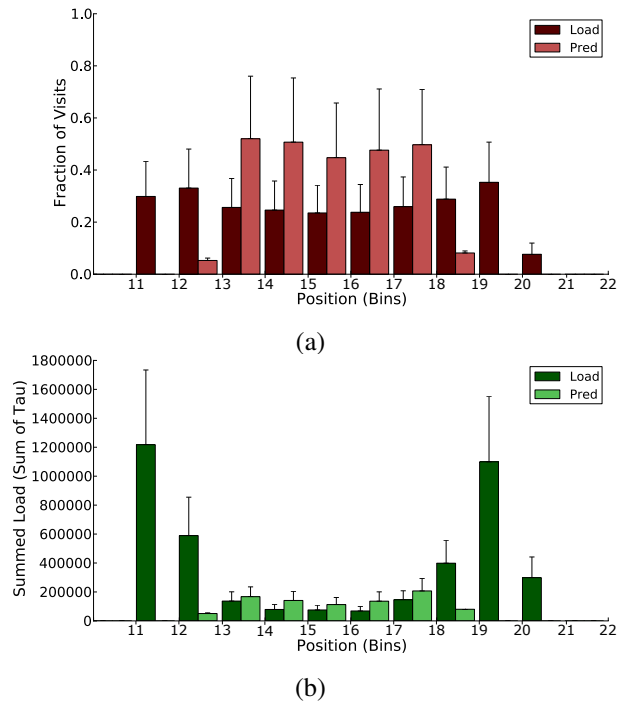 1.0
0.8
0.6
0.4
0.2
0.0
Fraction of Visits
Load
Pred
11 12 13 14 15 16 17 18 19 20 21 22
Position (Bins)
(a)
1800000
1600000
1400000
1200000
1000000
800000
600000
400000
200000
0
Summed Load (Sum of Tau)
Load
Pred
11 12 13 14 15 16 17 18 19 20 21 22
Position (Bins)
(b)